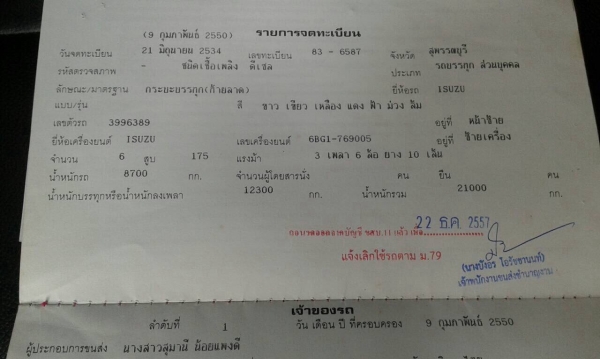 (9 กุมภาพันธ์ 2550) รายการจดทะเบียน
วันจดทะเบียน 21 มิถุนายน 2534 เลขทะเบียน 83 - 6587 จังหวัด สุพรรณบุรี
รหัสตรวจสภาพ - ชนิดเชื้อเพลิง ดีเซล ประเภท รถบรรทุก ส่วนบุคคล
ลักษณะ/มาตรฐาน กระบะบรรทุก(ท้ายลาด) ยี่ห้อรถ ISUZU
แบบ/รุ่น สี ขาว เขียว เหลือง แดง ฟ้า ม่วง ส้ม
เลขตัวรถ 3996389 อยู่ที่ หน้าซ้าย
ยี่ห้อเครื่องยนต์ ISUZU เลขเครื่องยนต์ 6BG1-769005 อยู่ที่ ซ้ายเครื่อง
จำนวน 6 สูบ 175 แรงม้า 3 เพลา 6 ล้อ ยาง 10 เส้น
น้ำหนักรถ 8700 กก. จำนวนผู้โดยสารนั่ง คน ยืน คน
น้ำหนักบรรทุกหรือน้ำหนักลงเพลา 12300 กก. น้ำหนักรวม 21000 กก.
22 ธ.ค. 2557
แจ้งเลิกใช้รถตาม ม.79
เจ้าพนักงานขนส่งชำนาญงาน
เจ้าของรถ
ลำดับที่ 1 วัน เดือน ปี ที่ครอบครอง 9 กุมภาพันธ์ 2550
ผู้ประกอบการขนส่ง นางสาวสุมาณี น้อยแพงดี